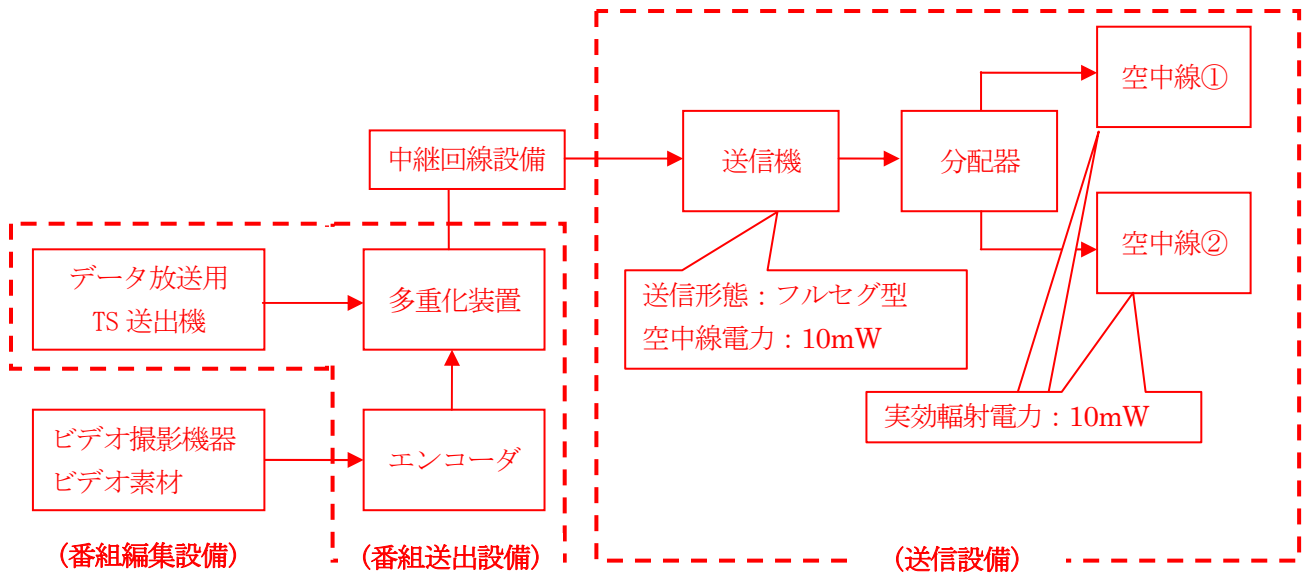 空中線①
中継回線設備
送信機
分配器
空中線②
データ放送用
TS 送出機
多重化装置
送信形態：フルセグ型
空中線電力：10mW
実効輻射電力：10mW
ビデオ撮影機器
ビデオ素材
エンコーダ
(番組編集設備)
(番組送出設備)
(送信設備)